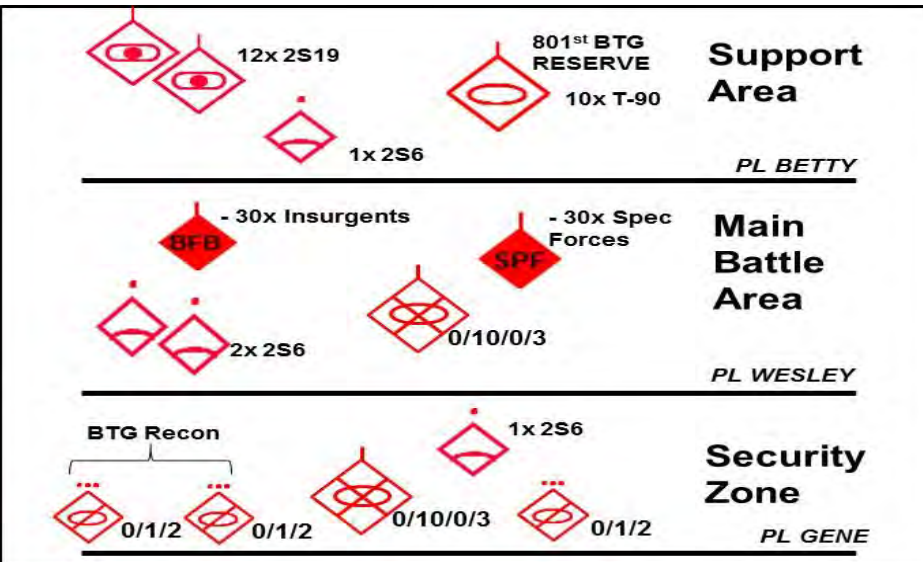 12x 2S19
801st BTG
RESERVE
10x T-90
Support
Area
1x 2S6
PL BETTY
BFB
- 30x Insurgents
- 30x Spec
Forces
SPF
Main
Battle
Area
2x 2S6
0/10/0/3
PL WESLEY
BTG Recon
1x 2S6
Security
Zone
0/1/2
0/1/2
0/10/0/3
0/1/2
PL GENE